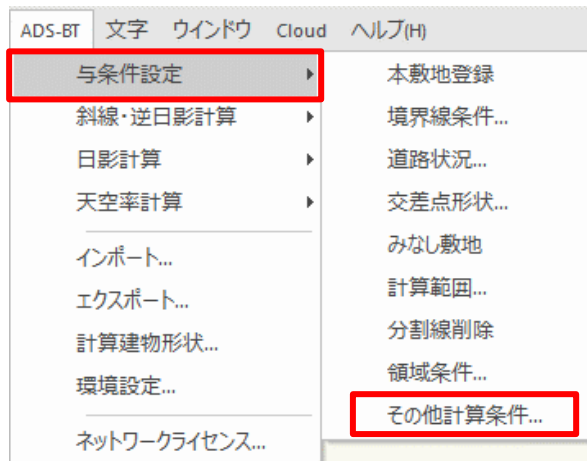 ADS-BT 文字 ウインドウ Cloud ヘルプ(H)
与条件設定
斜線・逆日影計算
日影計算
天空率計算
インポート...
エクスポート...
計算建物形状...
環境設定...
ネットワークライセンス...
本敷地登録
境界線条件...
道路状況...
交差点形状...
みなし敷地
計算範囲...
分割線削除
領域条件...
その他計算条件...